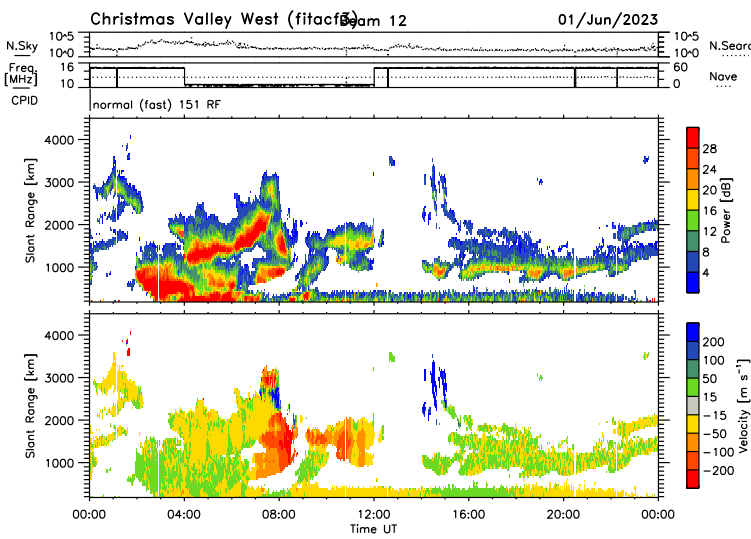 Christmas Valley West (fitacf3) Beam 12 01/Jun/2023
N.Sky 10^5 10^0 10^5 10^0 N.Sear
Freq. [MHz] 16 10 60 0 Nave
CPID normal (fast) 151 RF
Slant Range [km] 4000 3000 2000 1000
Power [dB] 28 24 20 16 12 8 4
Slant Range [km] 4000 3000 2000 1000
Velocity [m s⁻¹] 200 100 50 15 −15 −50 −100 −200
00:00 04:00 08:00 12:00 16:00 20:00 00:00
Time UT